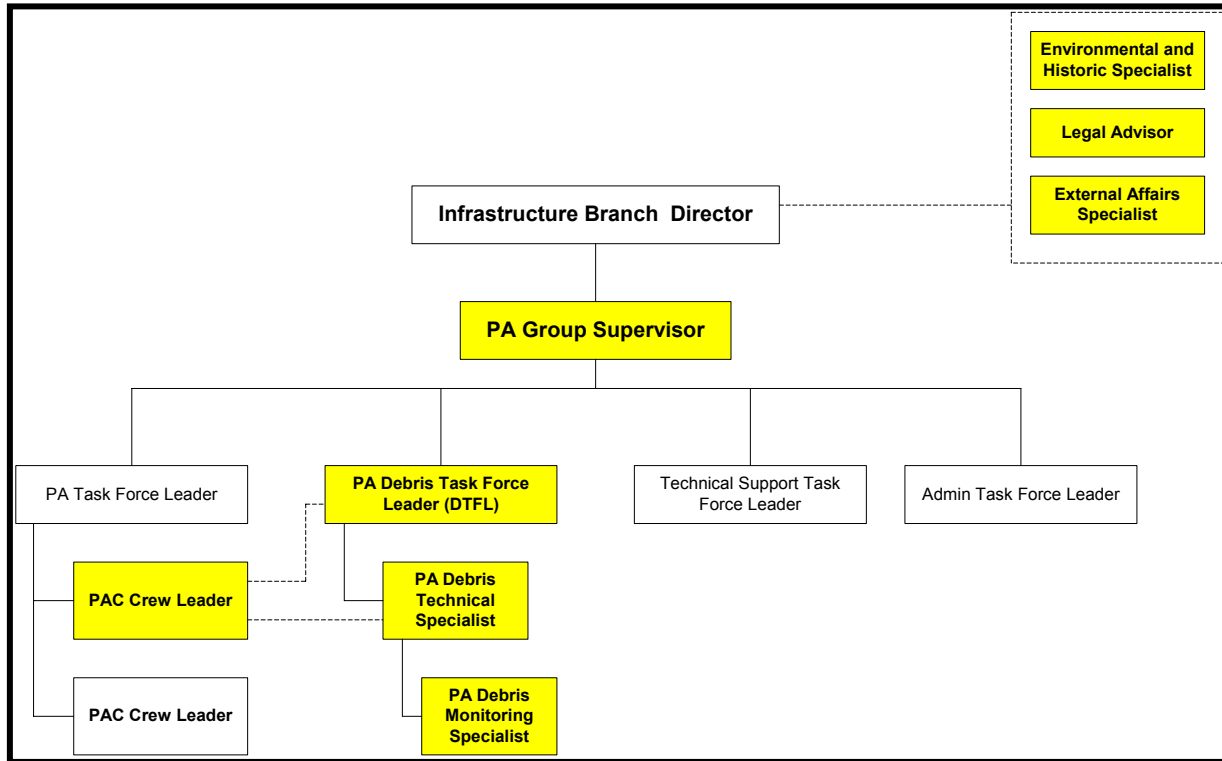 Environmental and
Historic Specialist
Legal Advisor
External Affairs
Specialist
Infrastructure Branch Director
PA Group Supervisor
PA Task Force Leader
PA Debris Task Force
Leader (DTFL)
Technical Support Task
Force Leader
Admin Task Force Leader
PAC Crew Leader
PA Debris
Technical
Specialist
PAC Crew Leader
PA Debris
Monitoring
Specialist